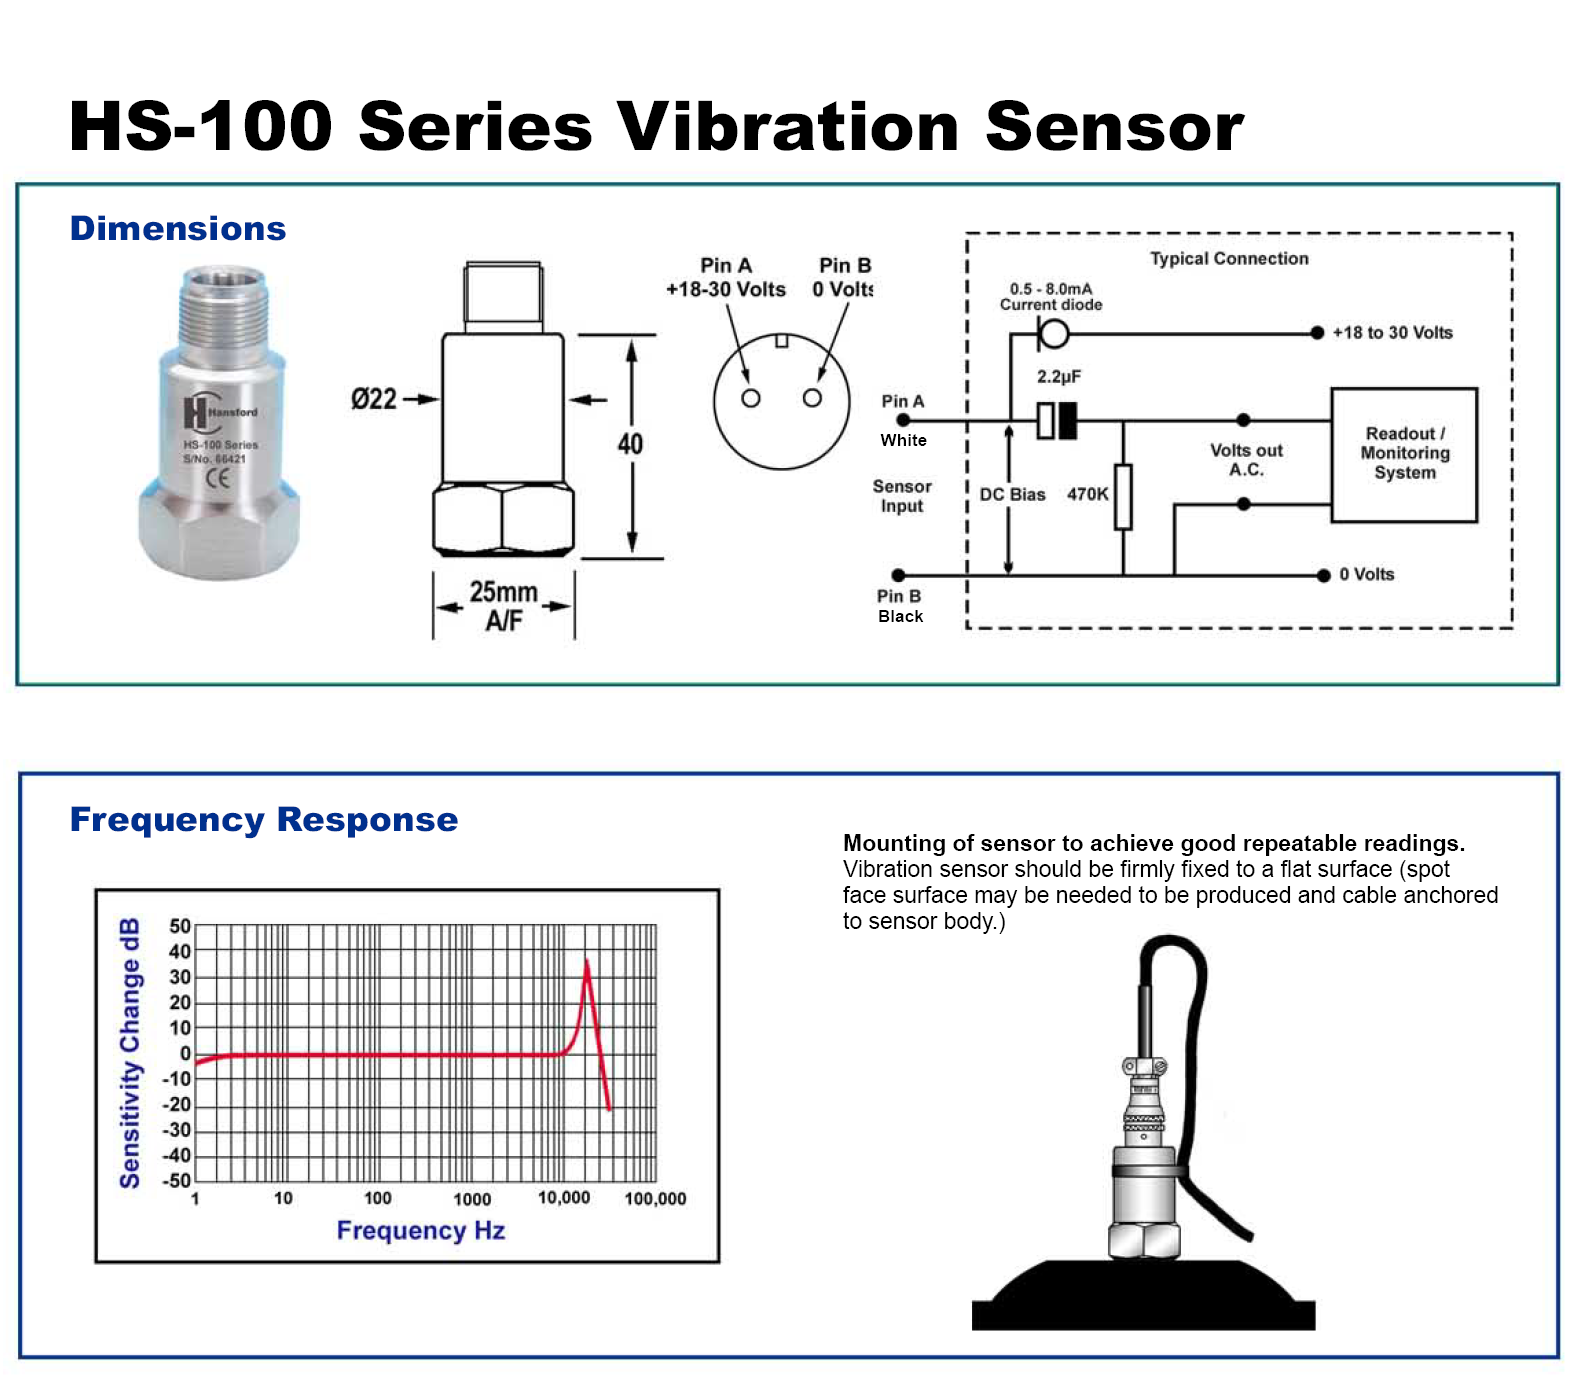 HS-100 Series Vibration Sensor
Dimensions
Hansford
HS-100 Series
S/No. 66421
CE
Ø22
40
25mm
A/F
Pin A
+18-30 Volts
Pin B
0 Volts
Typical Connection
0.5 - 8.0mA
Current diode
+18 to 30 Volts
2.2µF
Pin A
White
Sensor
Input
DC Bias
470K
Volts out
A.C.
Readout /
Monitoring
System
0 Volts
Pin B
Black
Frequency Response
Sensitivity Change dB
50
40
30
20
10
0
-10
-20
-30
-40
-50
1
10
100
1000
10,000
100,000
Frequency Hz
Mounting of sensor to achieve good repeatable readings.
Vibration sensor should be firmly fixed to a flat surface (spot
face surface may be needed to be produced and cable anchored
to sensor body.)